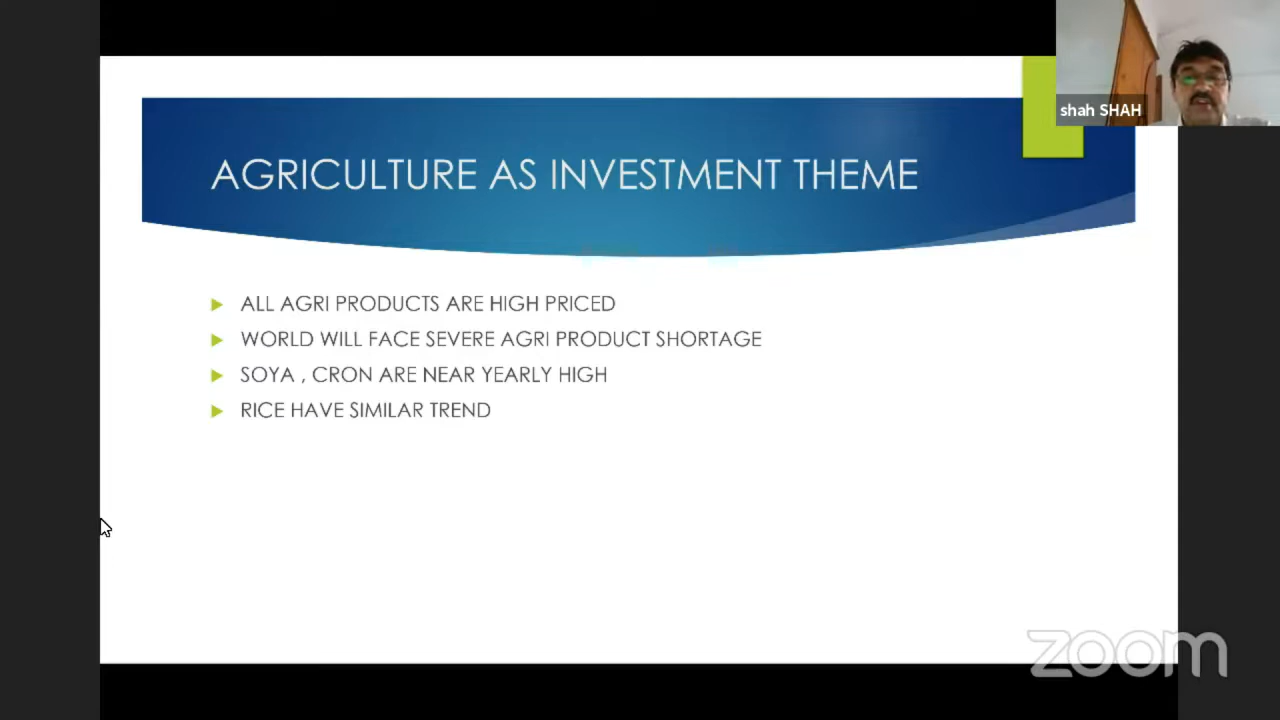 shah SHAH
AGRICULTURE AS INVESTMENT THEME
ALL AGRI PRODUCTS ARE HIGH PRICED
WORLD WILL FACE SEVERE AGRI PRODUCT SHORTAGE
SOYA , CRON ARE NEAR YEARLY HIGH
RICE HAVE SIMILAR TREND
zoom